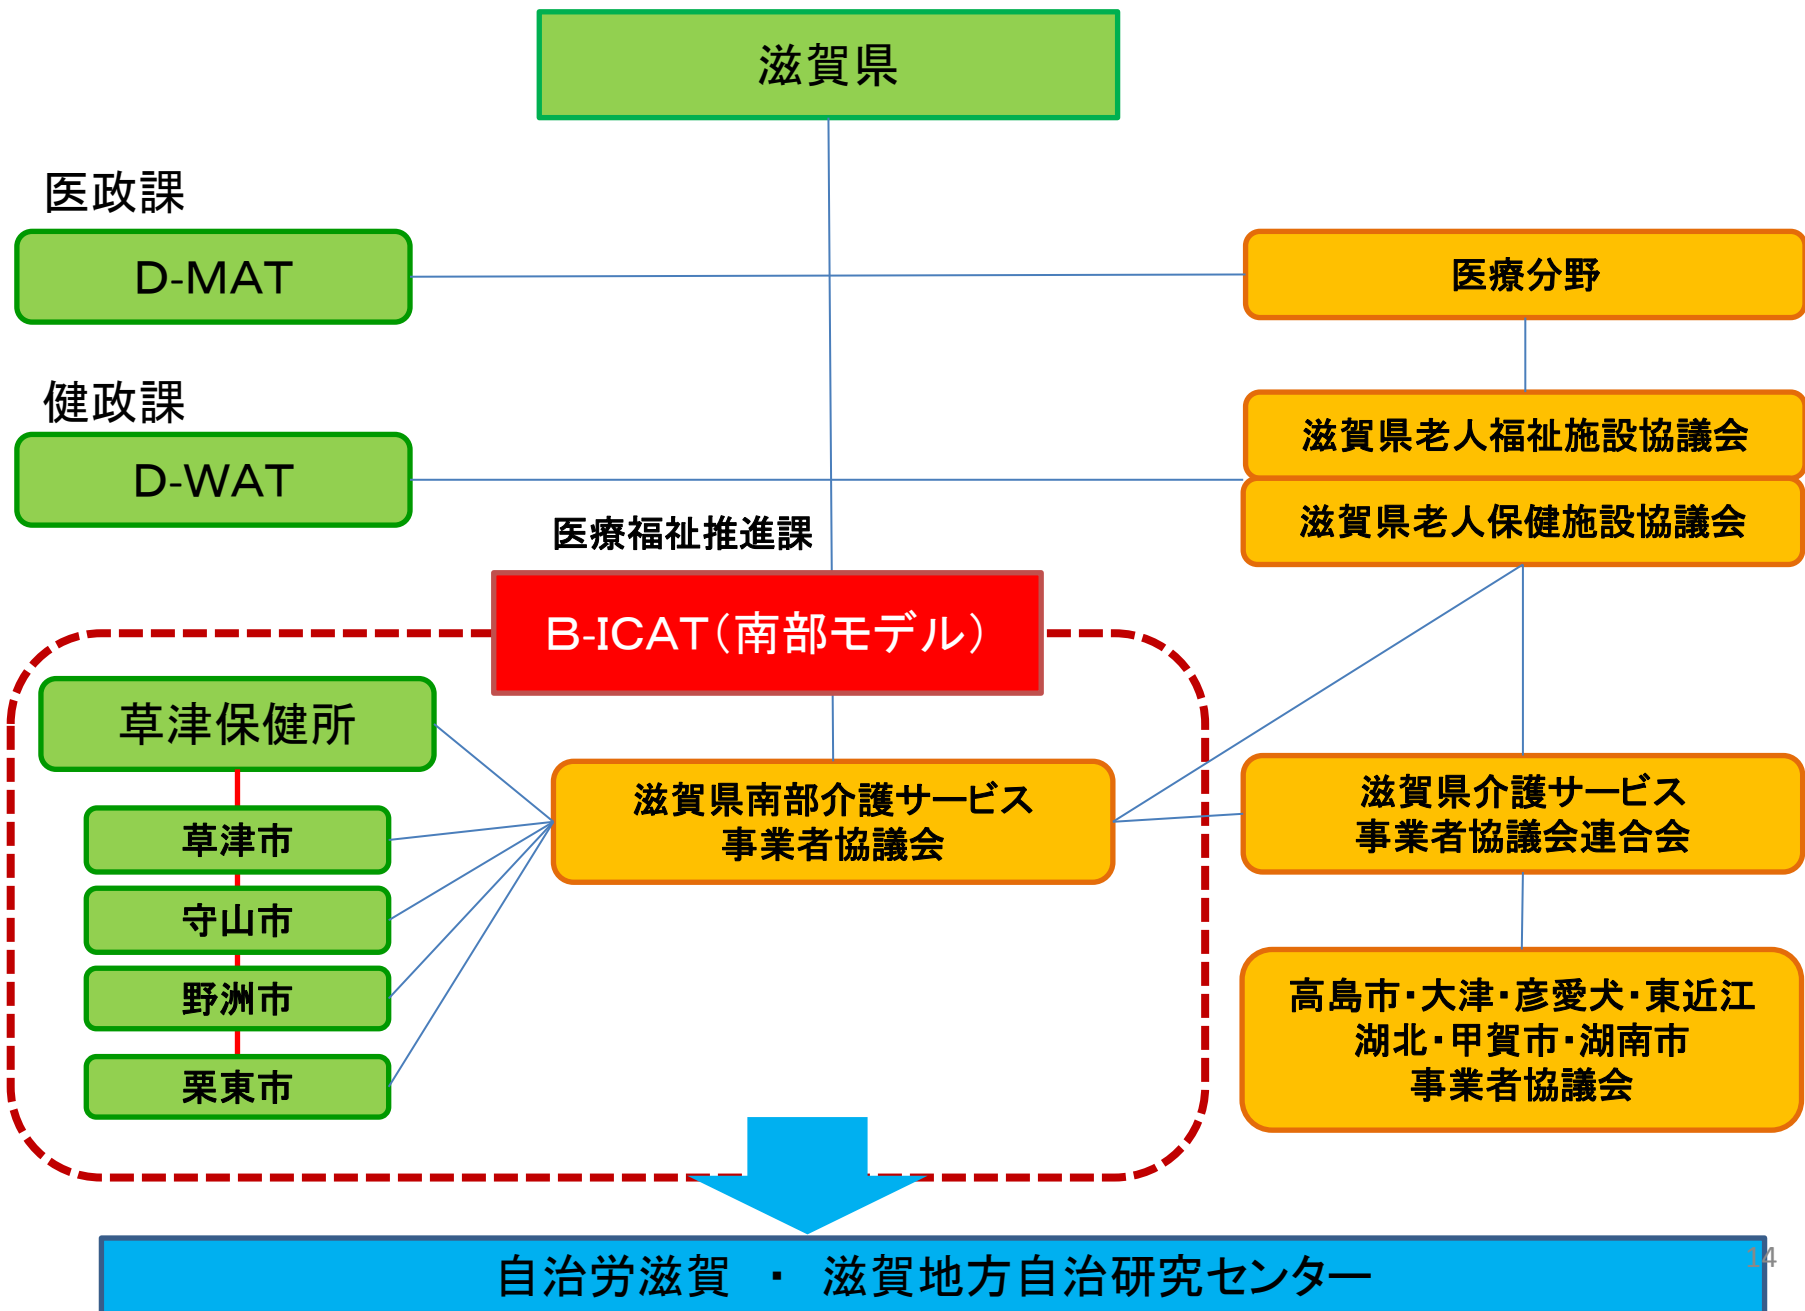 滋賀県
医政課
D-MAT
医療分野
健政課
D-WAT
滋賀県老人福祉施設協議会
滋賀県老人保健施設協議会
医療福祉推進課
B-ICAT（南部モデル）
草津保健所
草津市
守山市
野洲市
栗東市
滋賀県南部介護サービス
事業者協議会
滋賀県介護サービス
事業者協議会連合会
高島市・大津・彦愛犬・東近江
湖北・甲賀市・湖南市
事業者協議会
自治労滋賀　・　滋賀地方自治研究センター
14